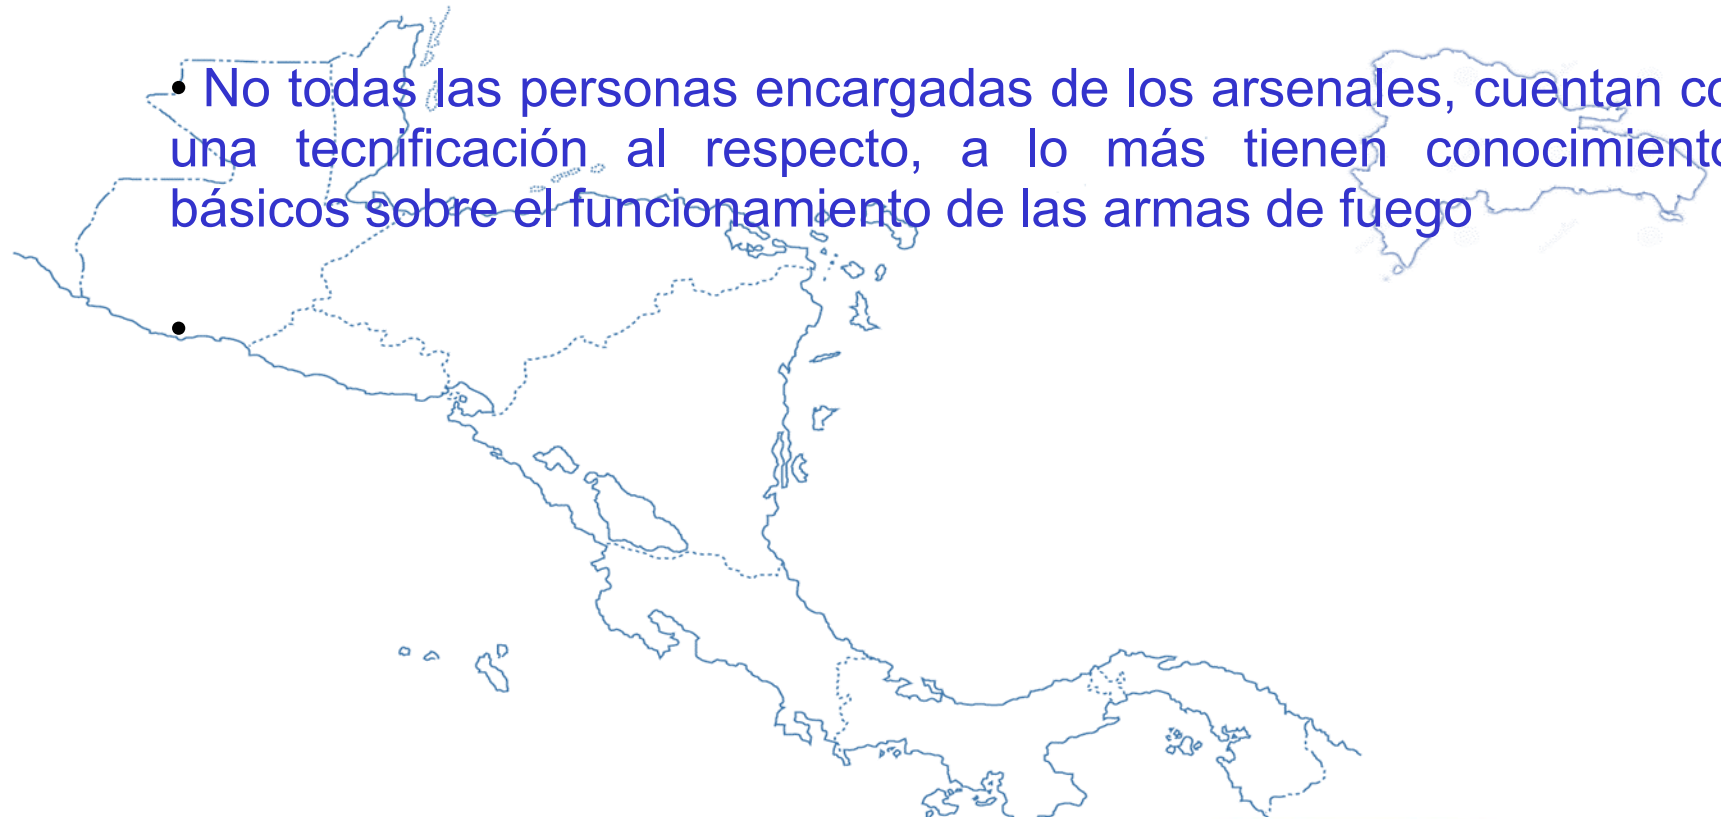 • No todas las personas encargadas de los arsenales, cuentan co
una tecnificación al respecto, a lo más tienen conocimiento
básicos sobre el funcionamiento de las armas de fuego
•